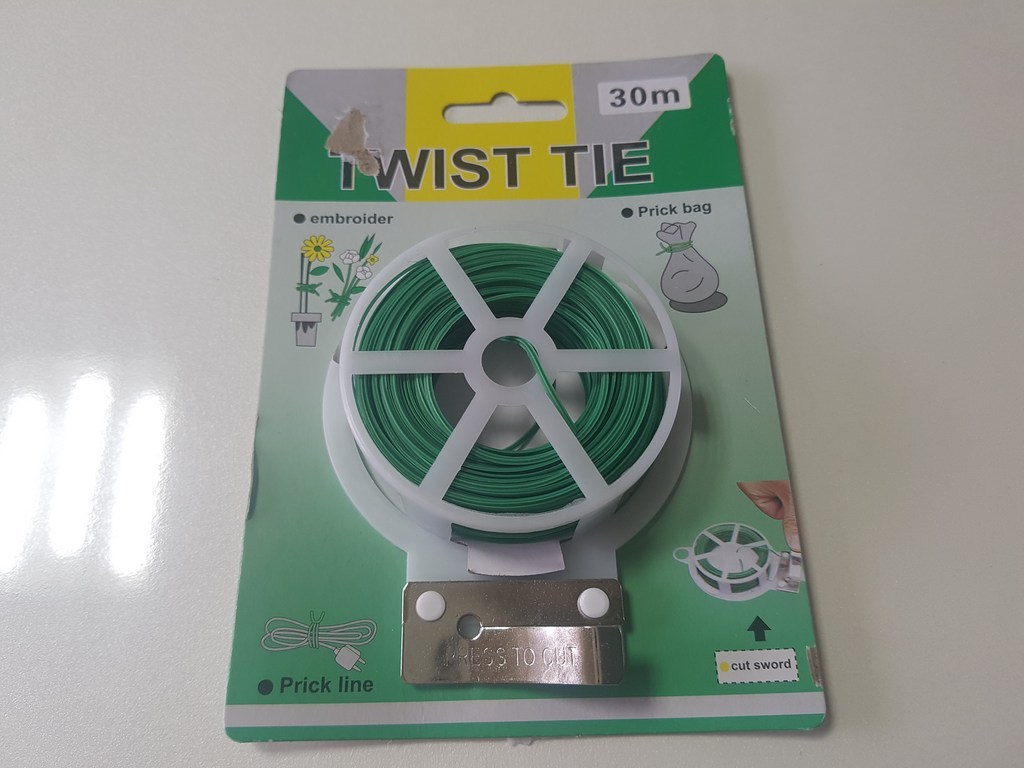 30m
TWIST TIE
embroider
Prick bag
PRESS TO CUT
cut sword
Prick line